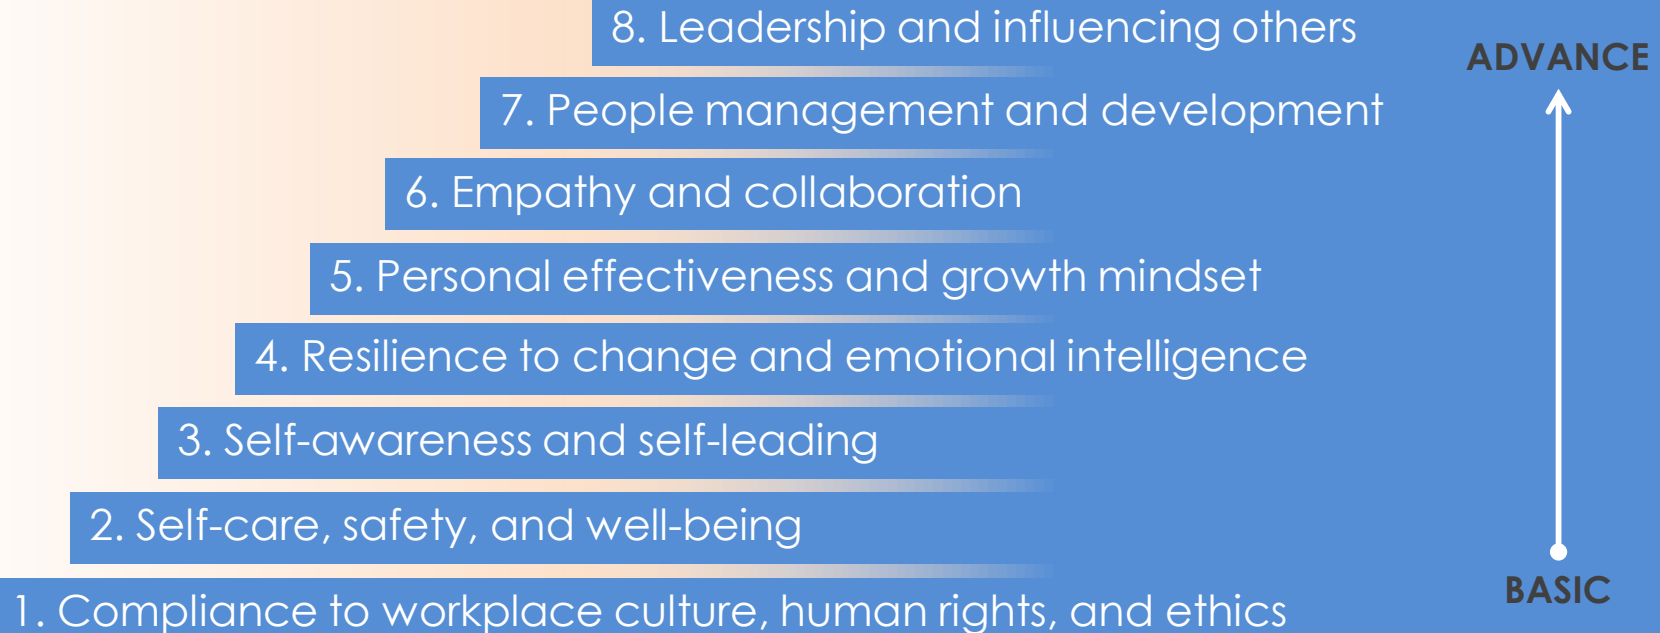 8. Leadership and influencing others
ADVANCE
7. People management and development
6. Empathy and collaboration
5. Personal effectiveness and growth mindset
4. Resilience to change and emotional intelligence
3. Self-awareness and self-leading
2. Self-care, safety, and well-being
BASIC
1. Compliance to workplace culture, human rights, and ethics